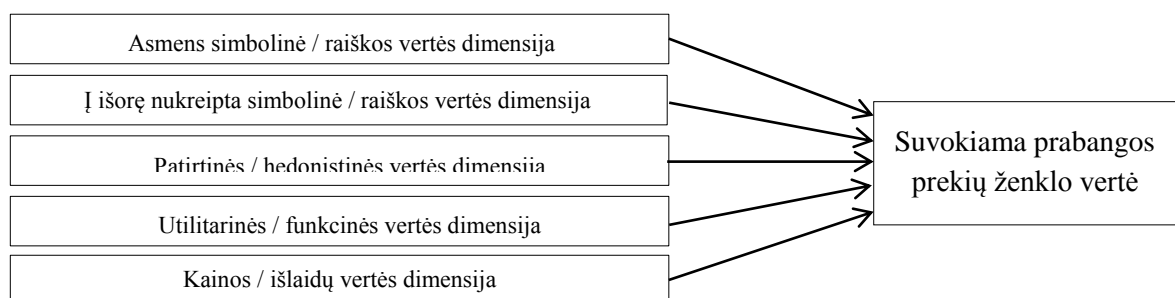 Asmens simbolinė / raiškos vertės dimensija
Į išorę nukreipta simbolinė / raiškos vertės dimensija
Patirtinės / hedonistinės vertės dimensija
Utilitarinės / funkcinės vertės dimensija
Kainos / išlaidų vertės dimensija
Suvokiama prabangos
prekių ženklo vertė